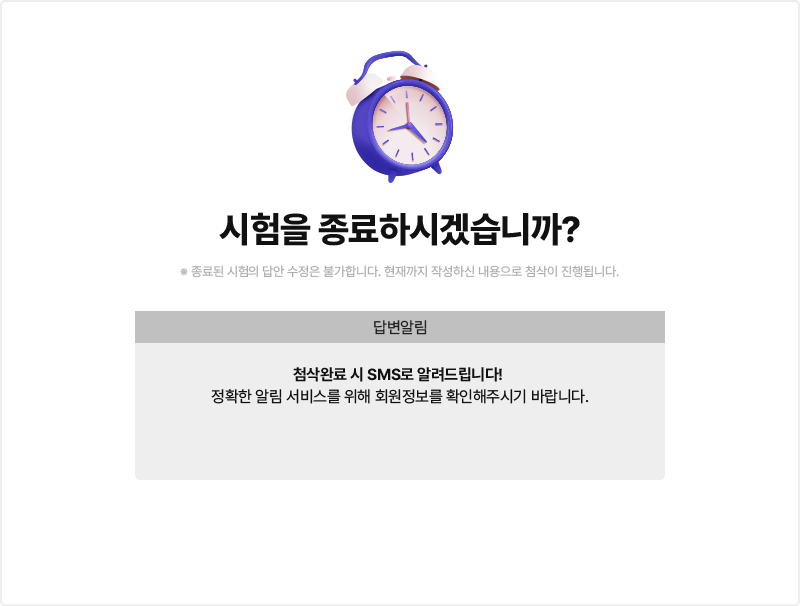 시험을 종료하시겠습니까?
※ 종료된 시험의 답안 수정은 불가합니다. 현재까지 작성하신 내용으로 첨삭이 진행됩니다.
답변알림
첨삭완료 시 SMS로 알려드립니다!
정확한 알림 서비스를 위해 회원정보를 확인해주시기 바랍니다.